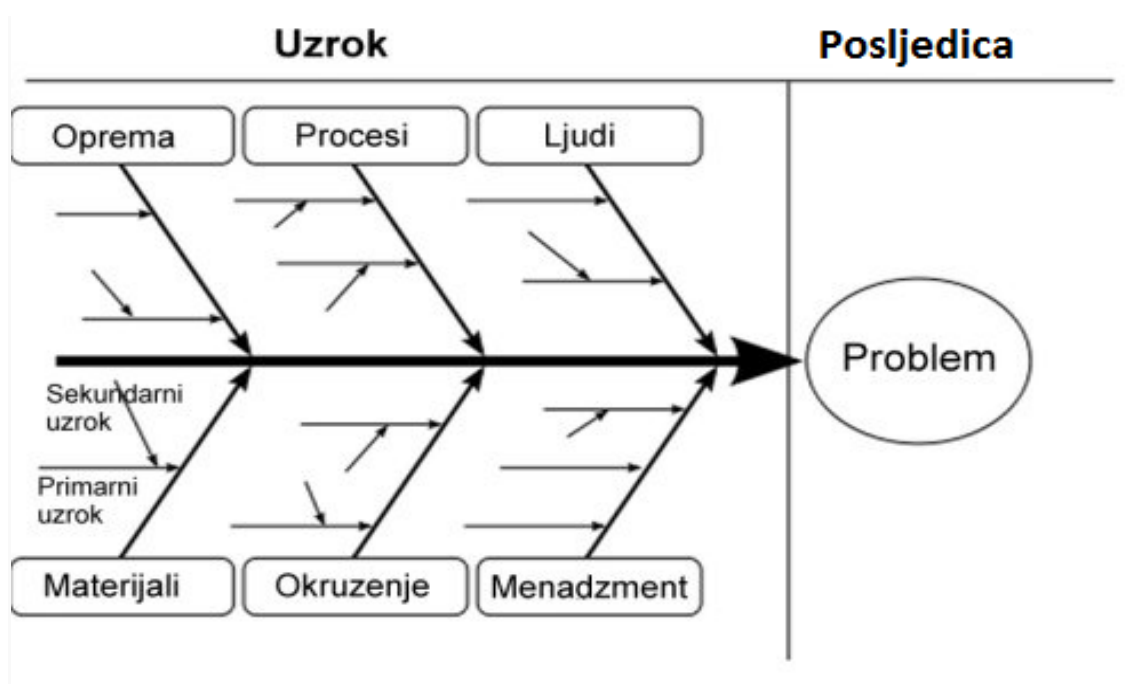 Uzrok
Posljedica
Oprema
Procesi
Ljudi
Problem
Sekundarni
uzrok
Primarni
uzrok
Materijali
Okruzenje
Menadzment